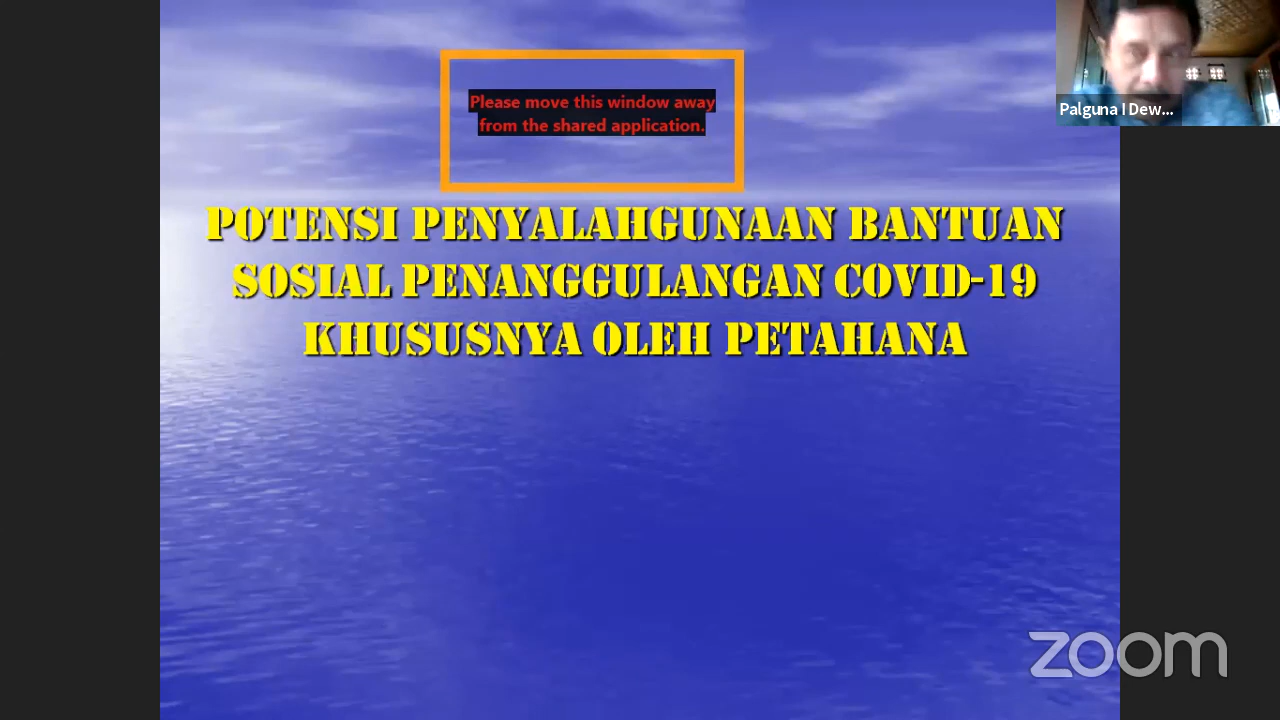 Please move this window away
from the shared application.
Palguna I Dew...
POTENSI PENYALAHGUNAAN BANTUAN
SOSIAL PENANGGULANGAN COVID-19
KHUSUSNYA OLEH PETAHANA
zoom